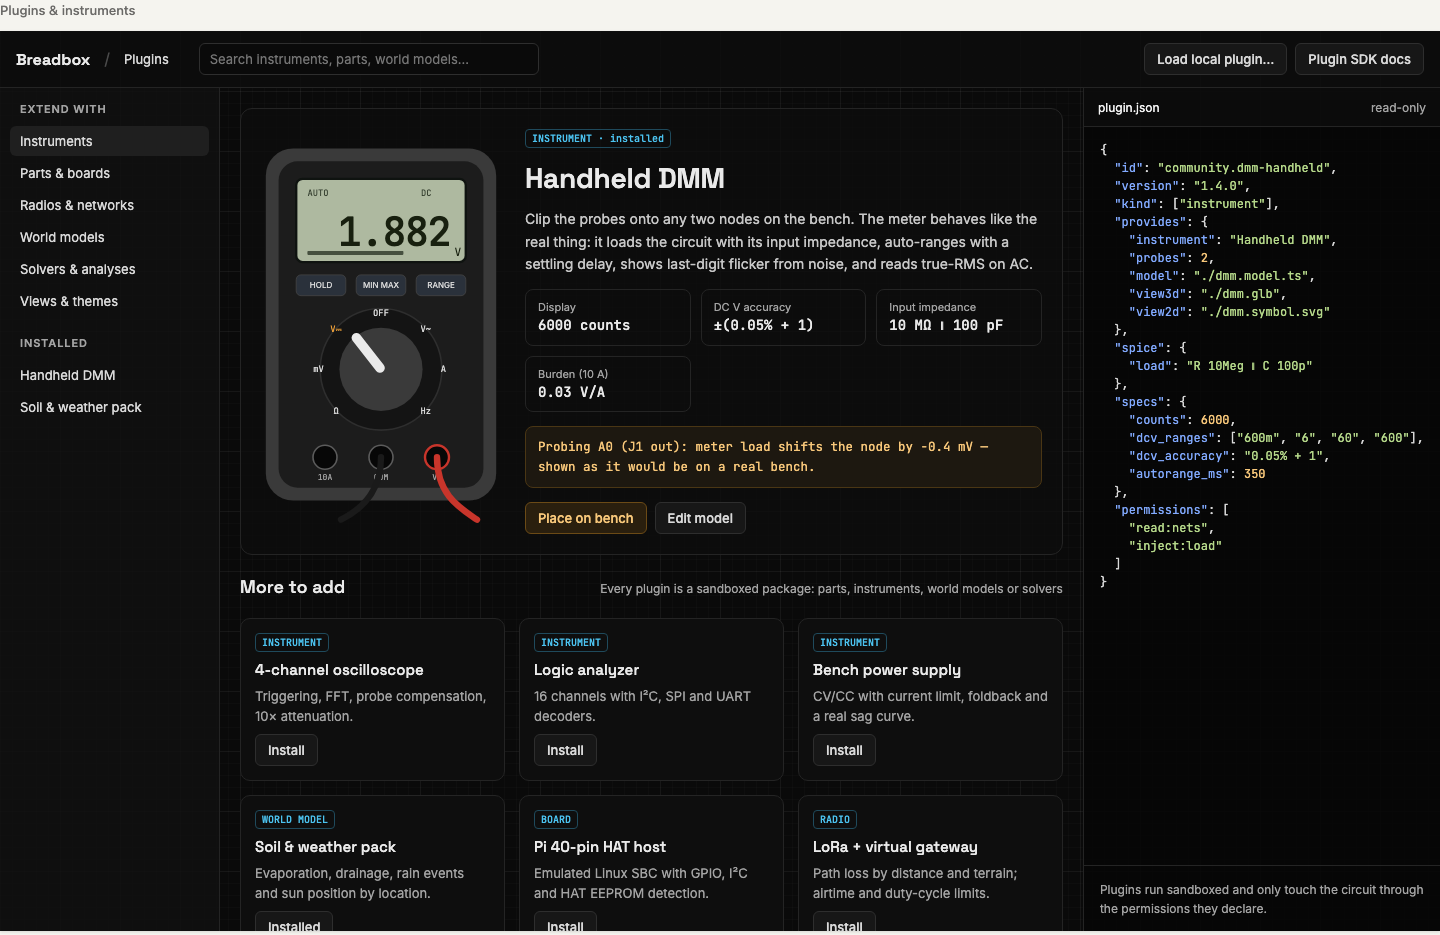 Plugins & instruments
Breadbox / Plugins
Search instruments, parts, world models...
Load local plugin...
Plugin SDK docs
EXTEND WITH
Instruments
Parts & boards
Radios & networks
World models
Solvers & analyses
Views & themes
INSTALLED
Handheld DMM
Soil & weather pack
AUTO DC
1.882
V
HOLD
MIN MAX
RANGE
OFF
V⎓
V~
mV
A
Ω
Hz
10A
INSTRUMENT · installed
Handheld DMM
Clip the probes onto any two nodes on the bench. The meter behaves like the
real thing: it loads the circuit with its input impedance, auto-ranges with a
settling delay, shows last-digit flicker from noise, and reads true-RMS on AC.
Display
6000 counts
DC V accuracy
±(0.05% + 1)
Input impedance
10 MΩ ∥ 100 pF
Burden (10 A)
0.03 V/A
Probing A0 (J1 out): meter load shifts the node by -0.4 mV —
shown as it would be on a real bench.
Place on bench
Edit model
More to add
Every plugin is a sandboxed package: parts, instruments, world models or solvers
INSTRUMENT
4-channel oscilloscope
Triggering, FFT, probe compensation,
10× attenuation.
Install
INSTRUMENT
Logic analyzer
16 channels with I²C, SPI and UART
decoders.
Install
INSTRUMENT
Bench power supply
CV/CC with current limit, foldback and
a real sag curve.
Install
WORLD MODEL
Soil & weather pack
Evaporation, drainage, rain events
and sun position by location.
Installed
BOARD
Pi 40-pin HAT host
Emulated Linux SBC with GPIO, I²C
and HAT EEPROM detection.
Install
RADIO
LoRa + virtual gateway
Path loss by distance and terrain;
airtime and duty-cycle limits.
Install
plugin.json
read-only
{
"id": "community.dmm-handheld",
"version": "1.4.0",
"kind": ["instrument"],
"provides": {
"instrument": "Handheld DMM",
"probes": 2,
"model": "./dmm.model.ts",
"view3d": "./dmm.glb",
"view2d": "./dmm.symbol.svg"
},
"spice": {
"load": "R 10Meg ∥ C 100p"
},
"specs": {
"counts": 6000,
"dcv_ranges": ["600m", "6", "60", "600"],
"dcv_accuracy": "0.05% + 1",
"autorange_ms": 350
},
"permissions": [
"read:nets",
"inject:load"
]
}
Plugins run sandboxed and only touch the circuit through
the permissions they declare.